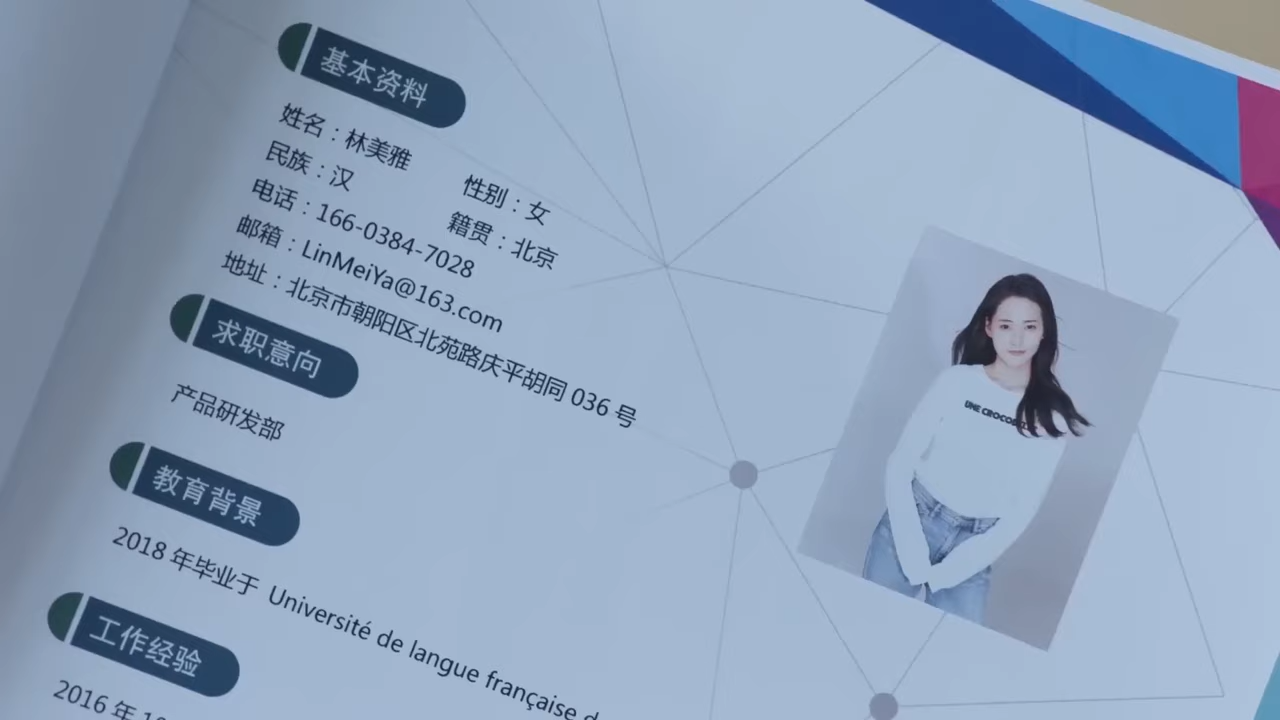 基本资料
姓名：林美雅
性别：女
民族：汉
籍贯：北京
电话：166-0384-7028
邮箱：LinMeiYa@163.com
地址：北京市朝阳区北苑路庆平胡同 036 号
求职意向
产品研发部
教育背景
2018 年毕业于 Université de langue française
工作经验
2016 年
UNE